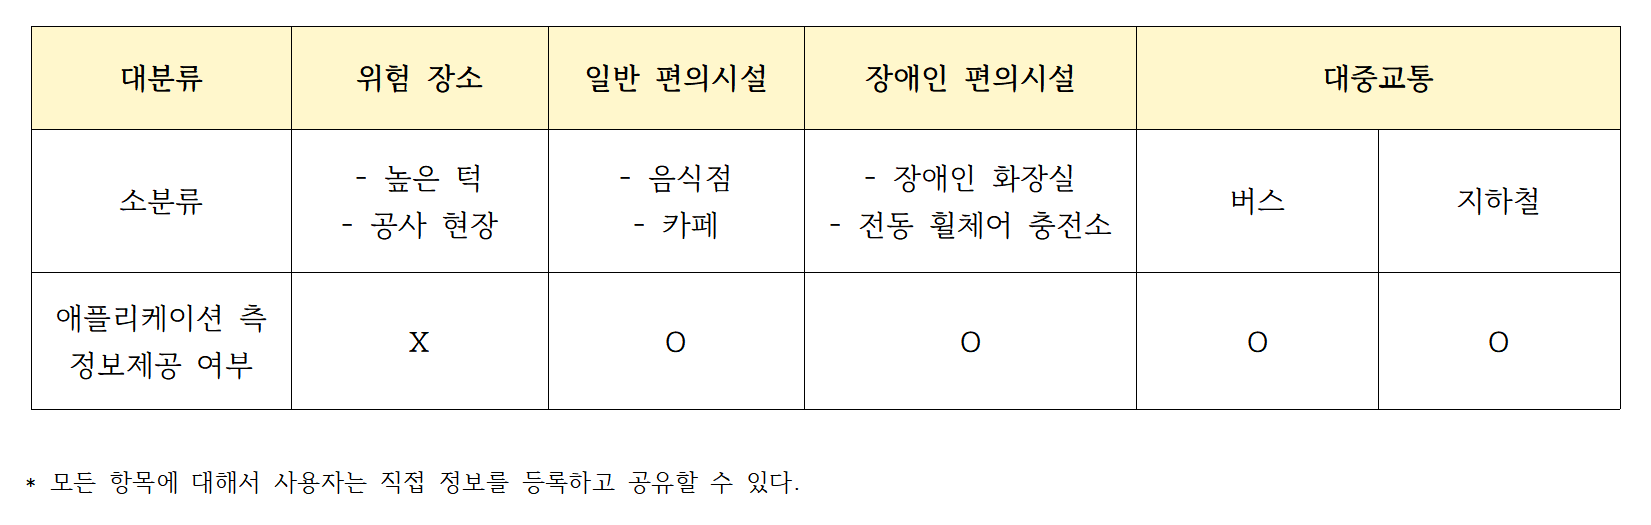 대분류
위험 장소
일반 편의시설
장애인 편의시설
대중교통
소분류
- 높은 턱
- 공사 현장
- 음식점
- 카페
- 장애인 화장실
- 전동 휠체어 충전소
버스
지하철
애플리케이션 측
정보제공 여부
X
O
O
O
O
* 모든 항목에 대해서 사용자는 직접 정보를 등록하고 공유할 수 있다.